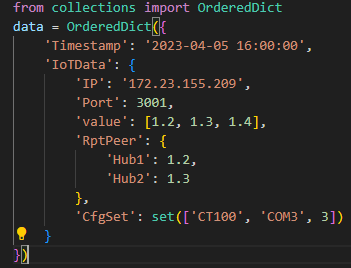 from collections import OrderedDict
data = OrderedDict({
    'Timestamp': '2023-04-05 16:00:00',
    'IoTData': {
        'IP': '172.23.155.209',
        'Port': 3001,
        'value': [1.2, 1.3, 1.4],
        'RptPeer': {
            'Hub1': 1.2,
            'Hub2': 1.3
        },
        'CfgSet': set(['CT100', 'COM3', 3])
    }
})